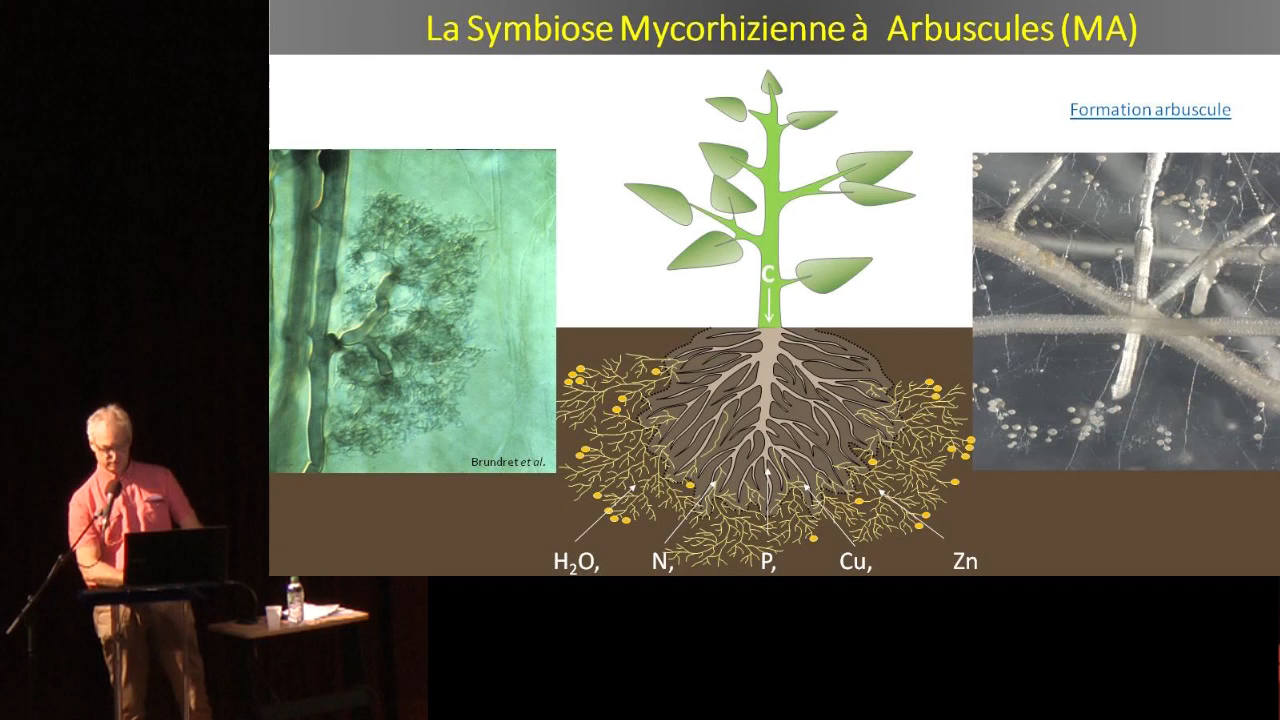 La Symbiose Mycorhizienne à Arbuscules (MA)
Formation arbuscule
C
Brundret et al.
H₂O, N, P, Cu, Zn